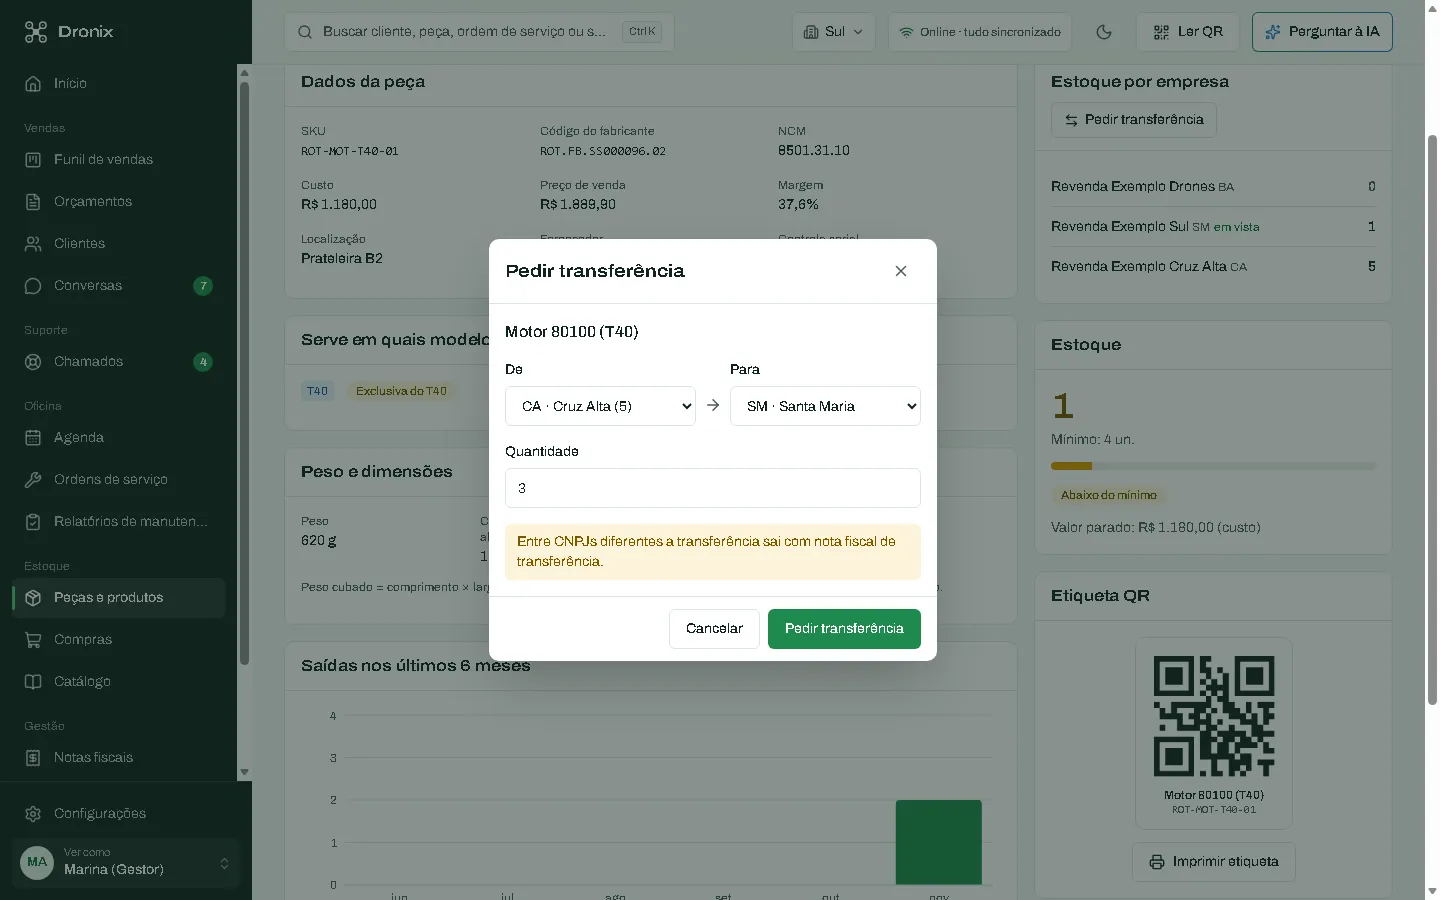 Dronix
Buscar cliente, peça, ordem de serviço ou s...
Ctrl K
Sul
Online · tudo sincronizado
Ler QR
Perguntar à IA
Início
Vendas
Funil de vendas
Orçamentos
Clientes
Conversas
7
Suporte
Chamados
4
Oficina
Agenda
Ordens de serviço
Relatórios de manuten...
Estoque
Peças e produtos
Compras
Catálogo
Gestão
Notas fiscais
Configurações
MA
Ver como
Marina (Gestor)
Dados da peça
SKU
ROT-MOT-T40-01
Código do fabricante
ROT.FB.SS000096.02
NCM
8501.31.10
Custo
R$ 1.180,00
Preço de venda
R$ 1.889,90
Margem
37,6%
Localização
Prateleira B2
Serve em quais modelo
T40
Exclusiva do T40
Peso e dimensões
Peso
620 g
Peso cubado = comprimento ×
Saídas nos últimos 6 meses
4
3
2
1
0
jun
jul
ago
set
out
nov
Pedir transferência
Motor 80100 (T40)
De
CA · Cruz Alta (5)
Para
SM · Santa Maria
Quantidade
3
Entre CNPJs diferentes a transferência sai com nota fiscal de
transferência.
Cancelar
Pedir transferência
Estoque por empresa
Pedir transferência
Revenda Exemplo Drones BA
0
Revenda Exemplo Sul SM em vista
1
Revenda Exemplo Cruz Alta CA
5
Estoque
1
Mínimo: 4 un.
Abaixo do mínimo
Valor parado: R$ 1.180,00 (custo)
Etiqueta QR
Motor 80100 (T40)
ROT-MOT-T40-01
Imprimir etiqueta